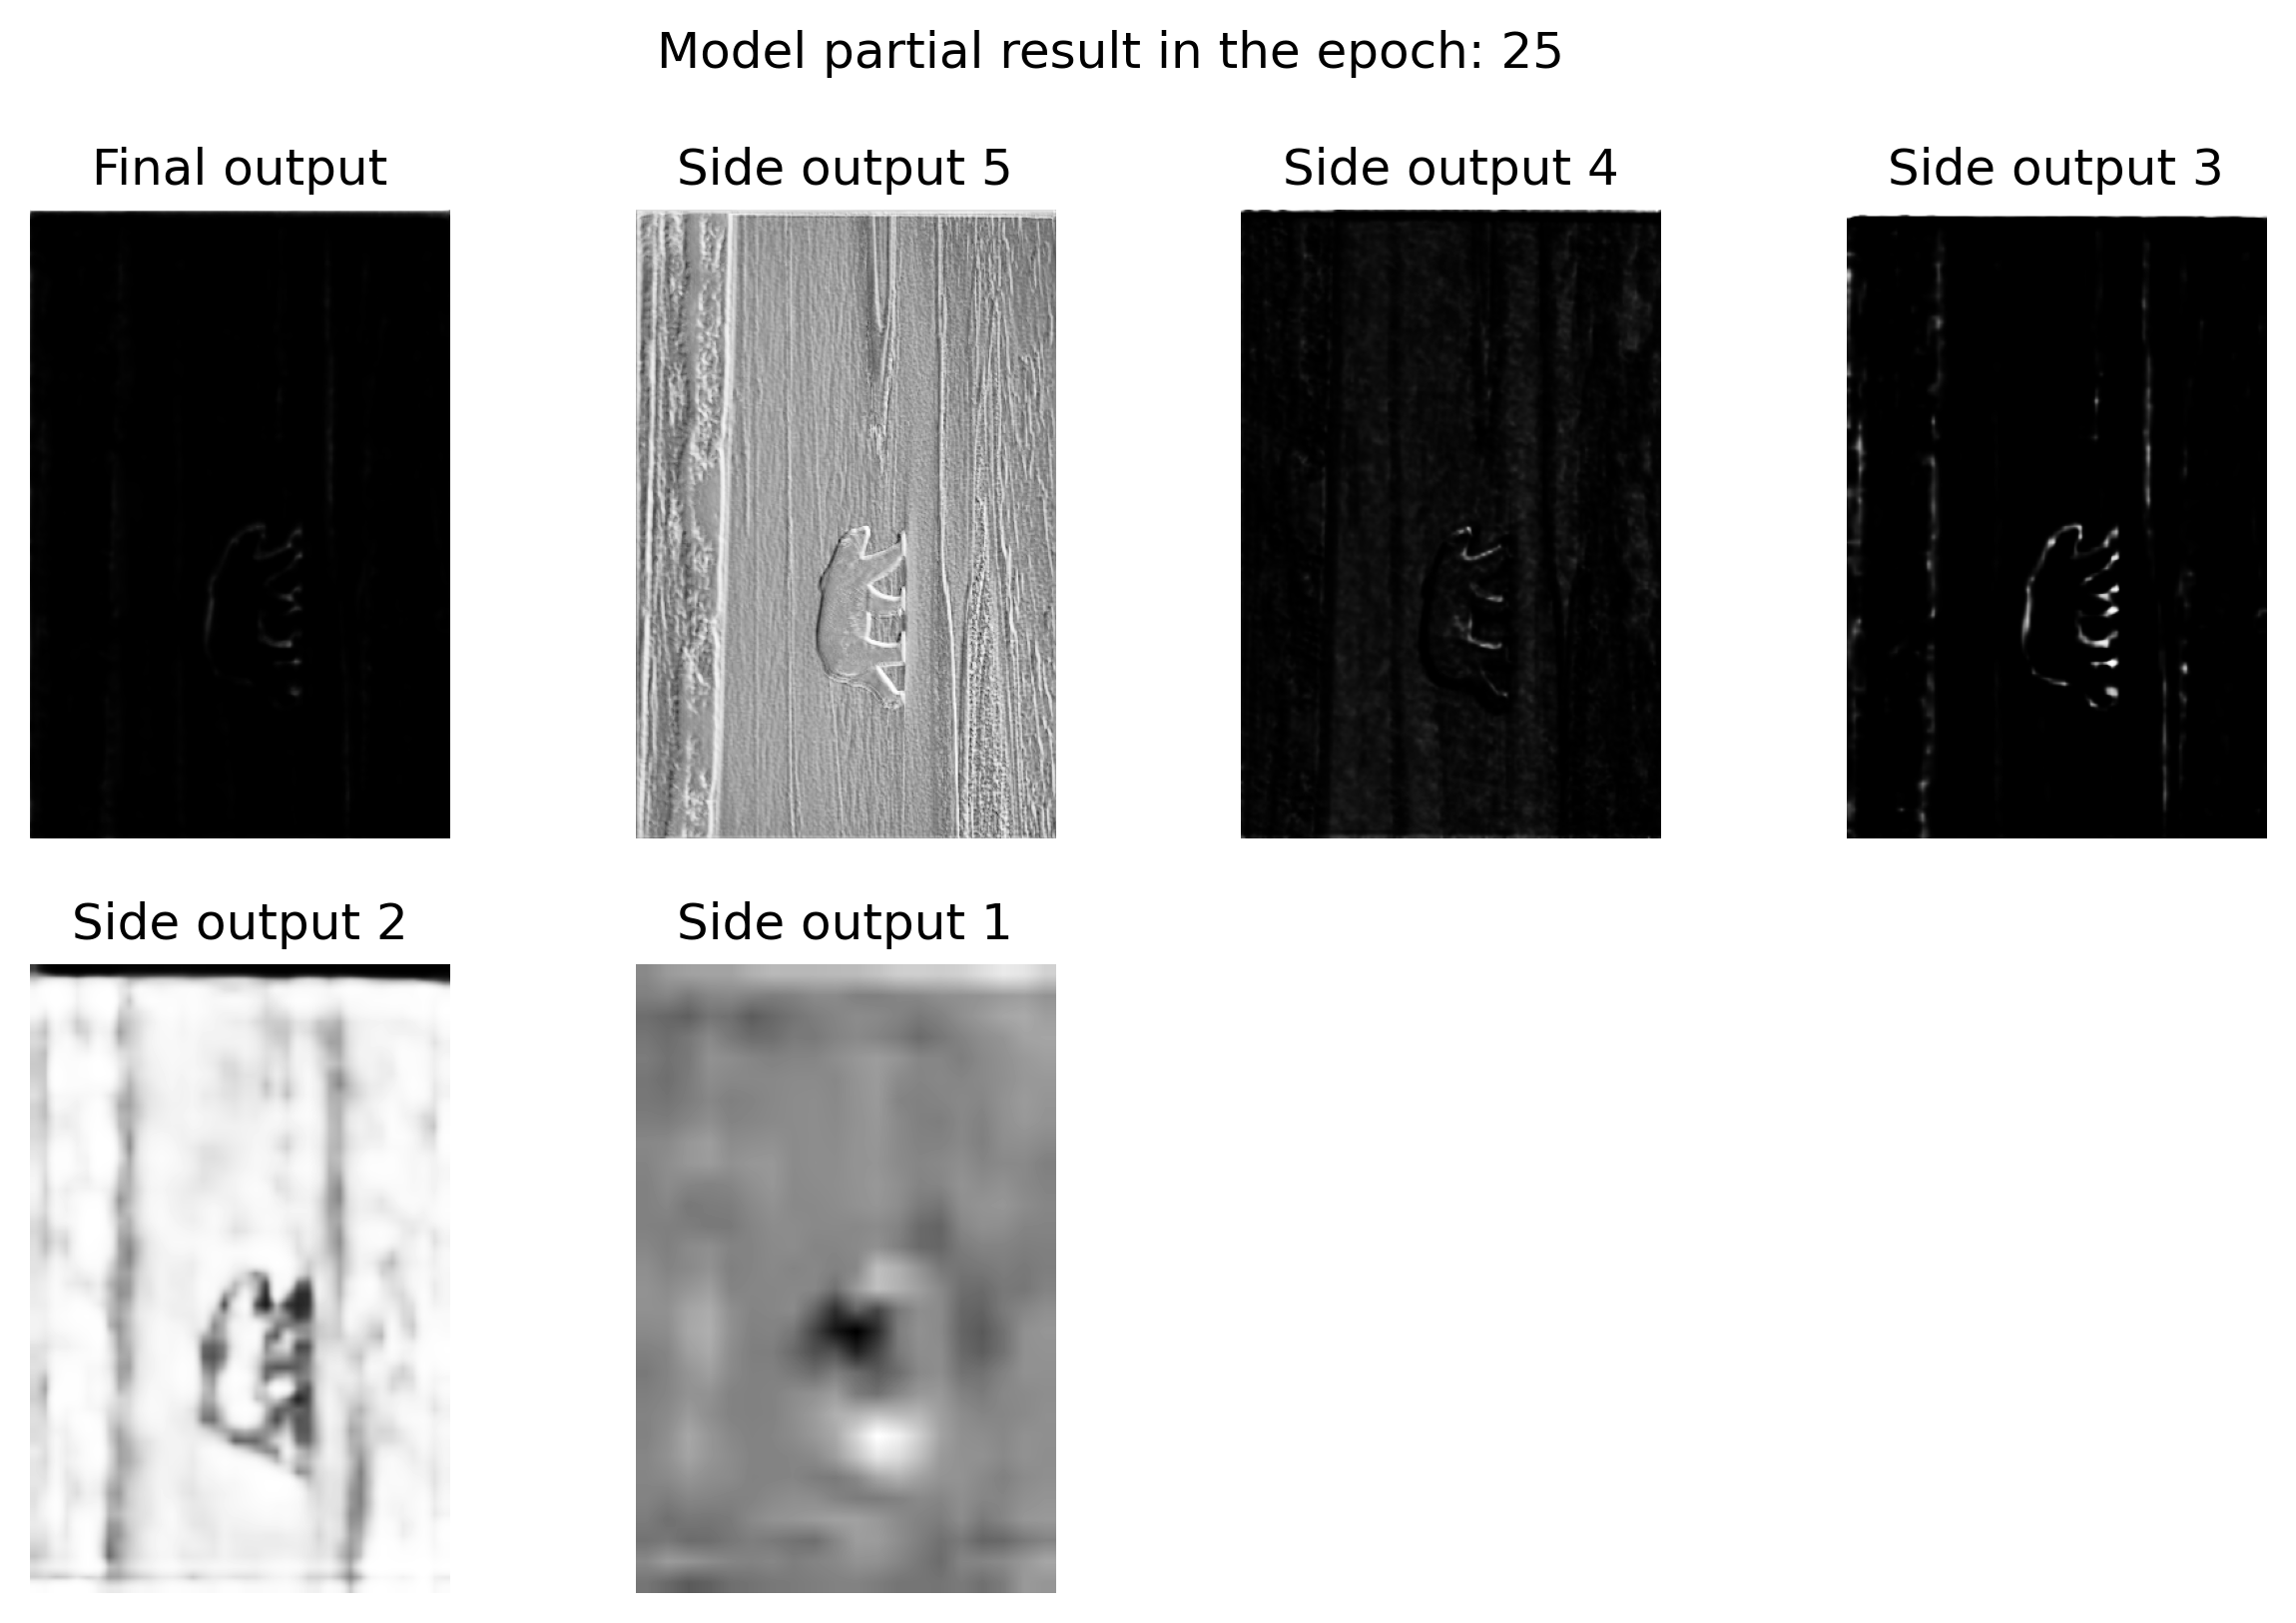 Model partial result in the epoch: 25
Final output
Side output 5
Side output 4
Side output 3
Side output 2
Side output 1